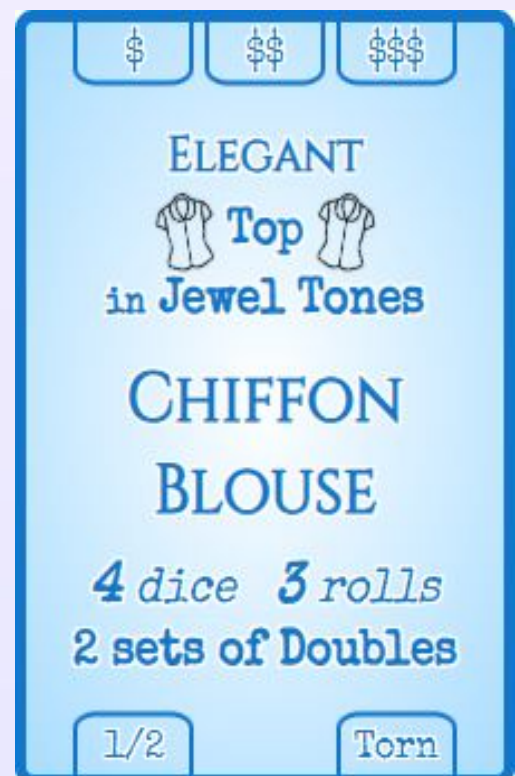 $ $$ $$$
ELEGANT
Top
in Jewel Tones
CHIFFON
BLOUSE
4 dice 3 rolls
2 sets of Doubles
1/2 Torn